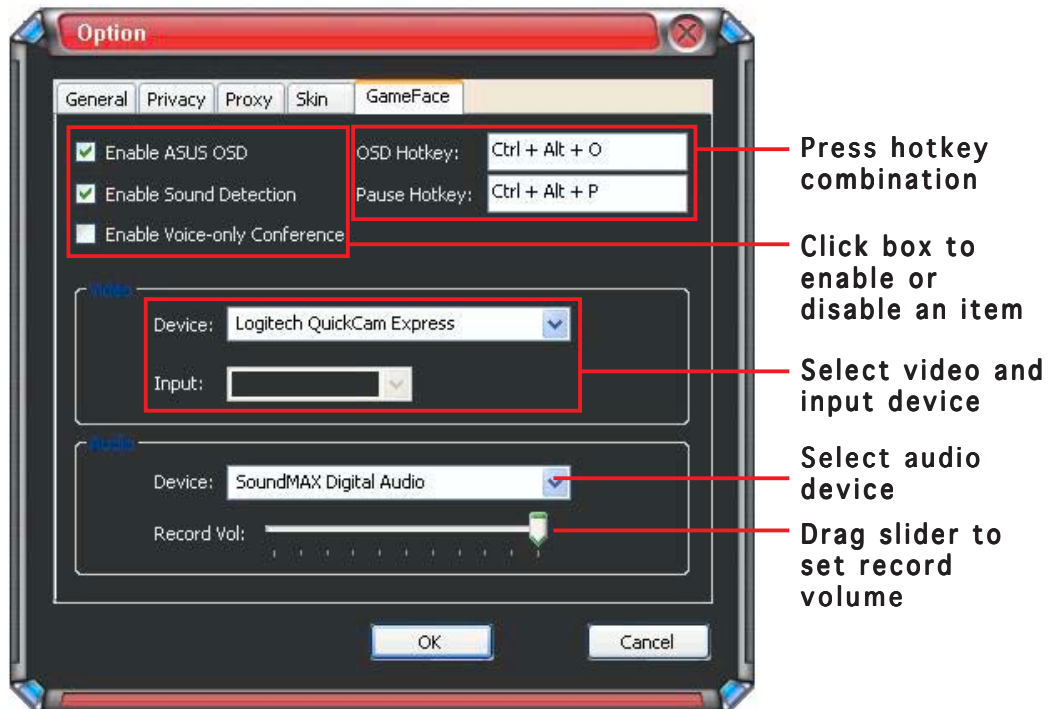 Option
General Privacy Proxy Skin GameFace
Enable ASUS OSD
Enable Sound Detection
Enable Voice-only Conference
OSD Hotkey: Ctrl + Alt + O
Pause Hotkey: Ctrl + Alt + P
Video
Device: Logitech QuickCam Express
Input:
Audio
Device: SoundMAX Digital Audio
Record Vol:
OK Cancel
Press hotkey
combination
Click box to
enable or
disable an item
Select video and
input device
Select audio
device
Drag slider to
set record
volume